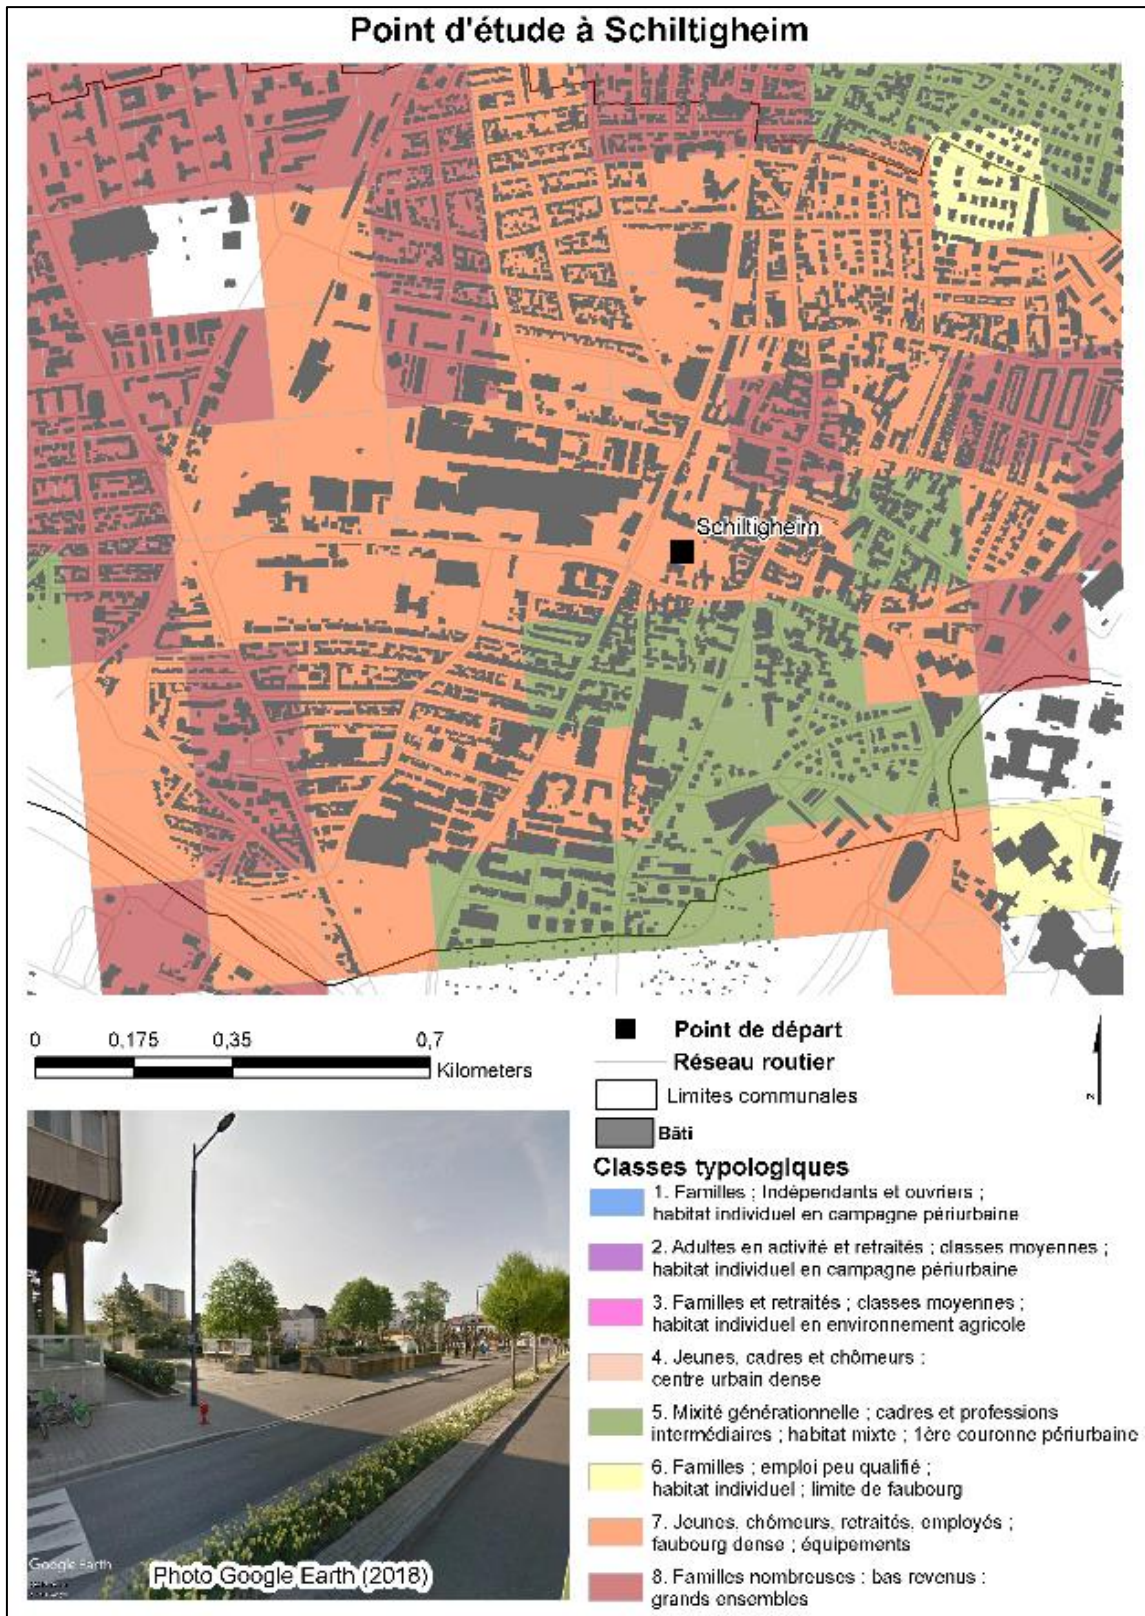 Point d'étude à Schiltigheim
Schiltigheim
0 0,175 0,35 0,7
Kilometers
Point de départ
Réseau routier
Limites communales
Bâti
N
Classes typologiques
1. Familles ; Indépendants et ouvriers ;
habitat individuel en campagne périurbaine
2. Adultes en activité et retraités ; classes moyennes ;
habitat individuel en campagne périurbaine
3. Familles et retraités ; classes moyennes ;
habitat individuel en environnement agricole
4. Jeunes, cadres et chômeurs :
centre urbain dense
5. Mixité générationnelle ; cadres et professions
intermédiaires ; habitat mixte ; 1ère couronne périurbaine
6. Familles ; emploi peu qualifié ;
habitat individuel ; limite de faubourg
7. Jeunes, chômeurs, retraités, employés ;
faubourg dense ; équipements
8. Familles nombreuses : bas revenus :
grands ensembles
Google Earth
Photo Google Earth (2018)